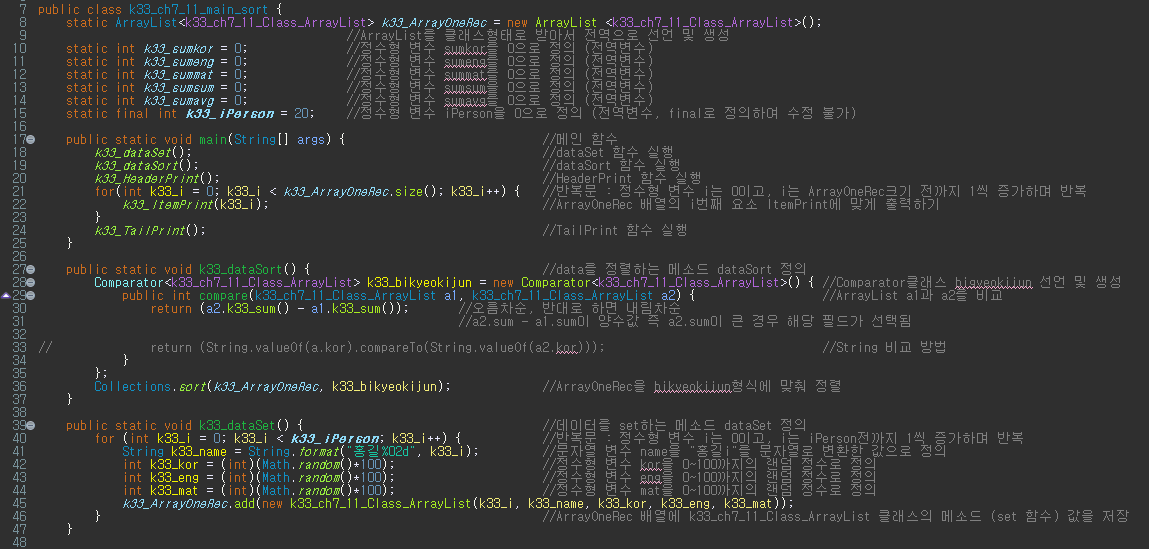 7 public class k33_ch7_11_main_sort {
8     static ArrayList<k33_ch7_11_Class_ArrayList> k33_ArrayOneRec = new ArrayList <k33_ch7_11_Class_ArrayList>();
9                                         //ArrayList를 클래스형태로 받아서 전역으로 선언 및 생성
10     static int k33_sumkor = 0;          //정수형 변수 sumkor를 0으로 정의 (전역변수)
11     static int k33_sumeng = 0;          //정수형 변수 sumeng를 0으로 정의 (전역변수)
12     static int k33_summat = 0;          //정수형 변수 summat를 0으로 정의 (전역변수)
13     static int k33_sumsum = 0;          //정수형 변수 sumsum를 0으로 정의 (전역변수)
14     static int k33_sumavg = 0;          //정수형 변수 sumavg를 0으로 정의 (전역변수)
15     static final int k33_iPerson = 20;  //정수형 변수 iPerson을 0으로 정의 (전역변수, final로 정의하며 수정 불가)
16
17     public static void main(String[] args) {                            //메인 함수
18         k33_dataSet();                                                  //dataSet 함수 실행
19         k33_dataSort();                                                 //dataSort 함수 실행
20         k33_HeaderPrint();                                              //HeaderPrint 함수 실행
21         for(int k33_i = 0; k33_i < k33_ArrayOneRec.size(); k33_i++) {   //반복문 : 정수형 변수 i는 0이고, i는 ArrayOneRec크기 전까지 1씩 증가하며 반복
22             k33_ItemPrint(k33_i);                                       //ArrayOneRec 배열의 i번째 요소 ItemPrint에 맞게 출력하기
23         }
24         k33_TailPrint();                                                //TailPrint 함수 실행
25     }
26
27     public static void k33_dataSort() {                                 //data를 정렬하는 메소드 dataSort 정의
28         Comparator<k33_ch7_11_Class_ArrayList> k33_bikyeokijun = new Comparator<k33_ch7_11_Class_ArrayList>() { //Comparator클래스 bigyeokijun 선언 및 생성
29             public int compare(k33_ch7_11_Class_ArrayList a1, k33_ch7_11_Class_ArrayList a2) {                  //ArrayList a1과 a2를 비교
30                 return (a2.k33_sum() - a1.k33_sum());       //오름차순, 반대로 하면 내림차순
31                                                             //a2.sum - a1.sum이 양수값 즉 a2.sum이 큰 경우 해당 필드가 선택됨
32
33 //              return (String.valueOf(a.kor).compareTo(String.valueOf(a2.kor)));                               //String 비교 방법
34             }
35         };
36         Collections.sort(k33_ArrayOneRec, k33_bikyeokijun);             //ArrayOneRec을 bikyeokijun형식에 맞춰 정렬
37     }
38
39     public static void k33_dataSet() {                                  //데이터를 set하는 메소드 dataSet 정의
40         for (int k33_i = 0; k33_i < k33_iPerson; k33_i++) {             //반복문 : 정수형 변수 i는 0이고, i는 iPerson전까지 1씩 증가하며 반복
41             String k33_name = String.format("홍길%02d", k33_i);          //문자열 변수 name을 "홍길i"를 문자열로 변환한 값으로 정의
42             int k33_kor = (int)(Math.random()*100);                     //정수형 변수 kor을 0~100까지의 랜덤 정수로 정의
43             int k33_eng = (int)(Math.random()*100);                     //정수형 변수 eng을 0~100까지의 랜덤 정수로 정의
44             int k33_mat = (int)(Math.random()*100);                     //정수형 변수 mat을 0~100까지의 랜덤 정수로 정의
45             k33_ArrayOneRec.add(new k33_ch7_11_Class_ArrayList(k33_i, k33_name, k33_kor, k33_eng, k33_mat));
46         }                                                               //ArrayOneRec 배열에 k33_ch7_11_Class_ArrayList 클래스의 메소드 (set 함수) 값을 저장
47     }
48